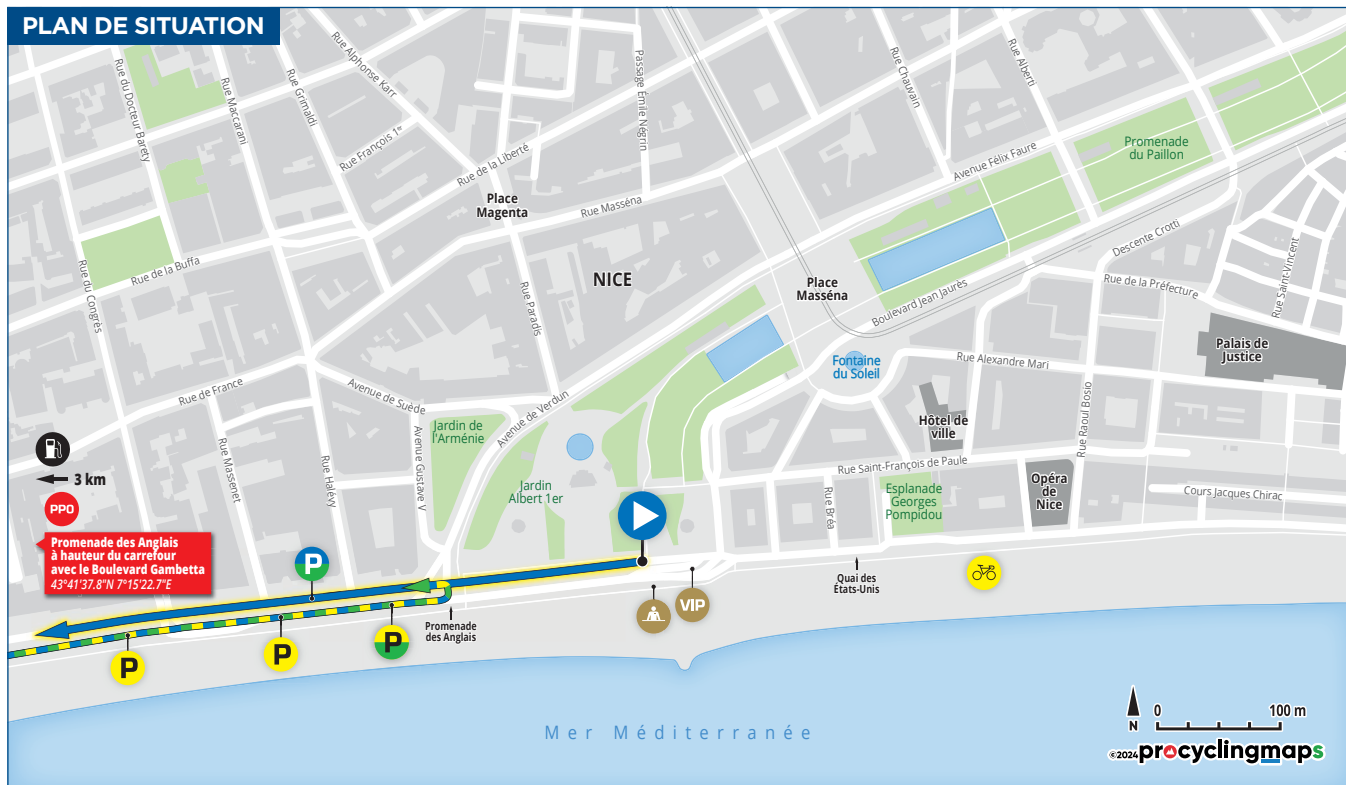 PLAN DE SITUATION
Rue du Docteur Barety
Rue Maccarani
Rue Grimaldi
Rue Alphonse Karr
Rue François 1er
Rue de la Liberté
Passage Émile Négrin
Rue Chauvain
Rue Alberti
Avenue Félix Faure
Promenade
du Paillon
Place
Magenta
Rue Masséna
NICE
Place
Masséna
Boulevard Jean Jaurès
Descente Crotti
Rue de la Préfecture
Rue Saint-Vincent
Palais de
Justice
Rue du Congrès
Rue de la Buffa
Rue Paradis
Fontaine
du Soleil
Rue Alexandre Mari
Rue de France
Avenue de Suède
Avenue de Verdun
Jardin de
l'Arménie
Avenue Gustave V
Hôtel de
ville
Rue Raoul Bosio
Rue Massenet
Rue Halévy
Jardin
Albert 1er
Rue Saint-François de Paule
Rue Bréa
Esplanade
Georges
Pompidou
Opéra
de
Nice
Cours Jacques Chirac
3 km
PPO
Promenade des Anglais
à hauteur du carrefour
avec le Boulevard Gambetta
43°41'37.8"N 7°15'22.7"E
P
P
P
P
Promenade
des Anglais
VIP
Quai des
États-Unis
Mer Méditerranée
N
0
100 m
©2024 procyclingmaps